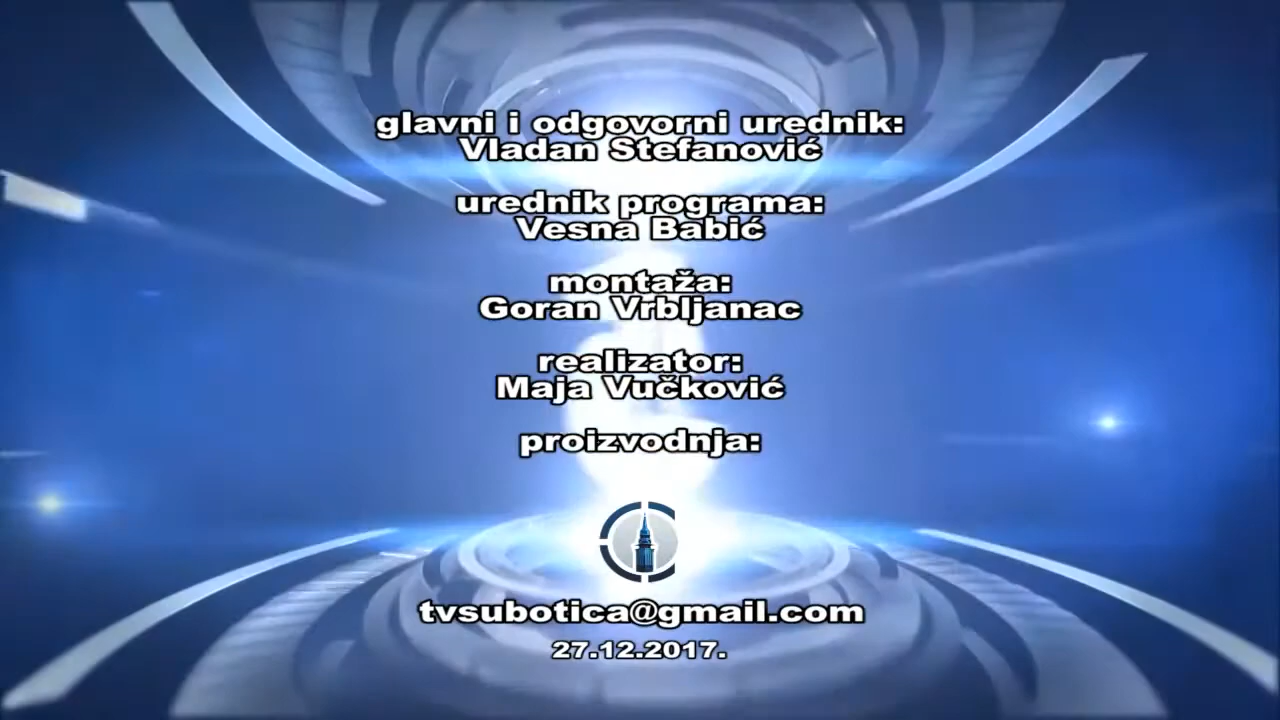 glavni i odgovorni urednik:
Vladan Stefanović
urednik programa:
Vesna Babić
montaža:
Goran Vrbljanac
realizator:
Maja Vučković
proizvodnja:
tvsubotica@gmail.com
27.12.2017.